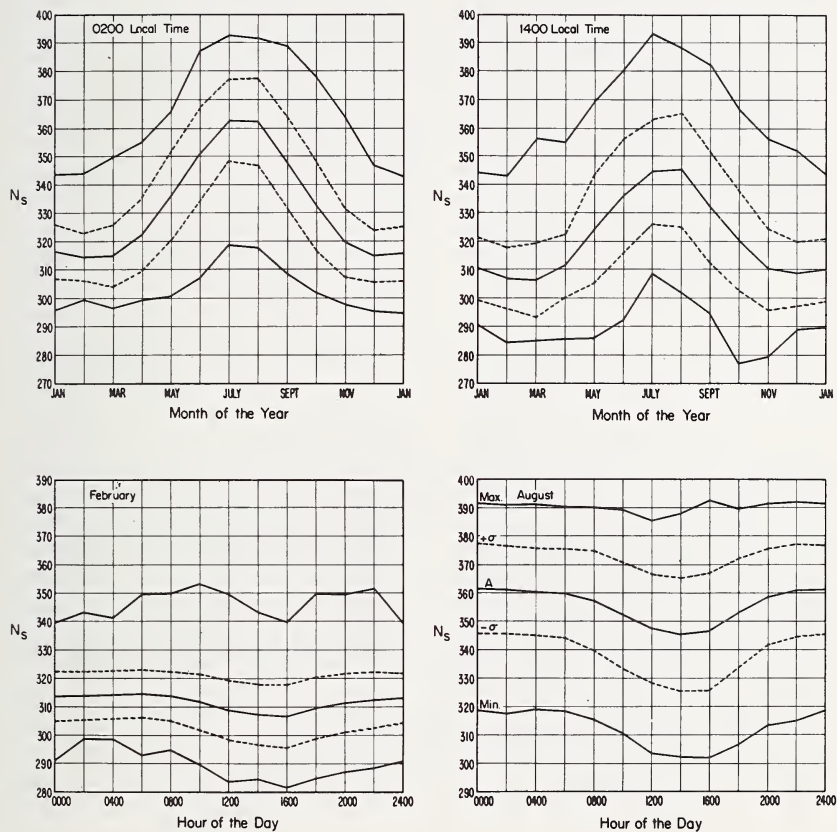 0200 Local Time
400
390
380
370
360
350
340
330
320
310
300
290
280
270
Ns
JAN MAR MAY JULY SEPT NOV JAN
Month of the Year
1400 Local Time
400
390
380
370
360
350
340
330
320
310
300
290
280
270
Ns
JAN MAR MAY JULY SEPT NOV JAN
Month of the Year
February
390
380
370
360
350
340
330
320
310
300
290
280
Ns
0000 0400 0800 1200 1600 2000 2400
Hour of the Day
August
400
390
380
370
360
350
340
330
320
310
300
290
280
Ns
Max.
+σ
A
-σ
Min.
0000 0400 0800 1200 1600 2000 2400
Hour of the Day